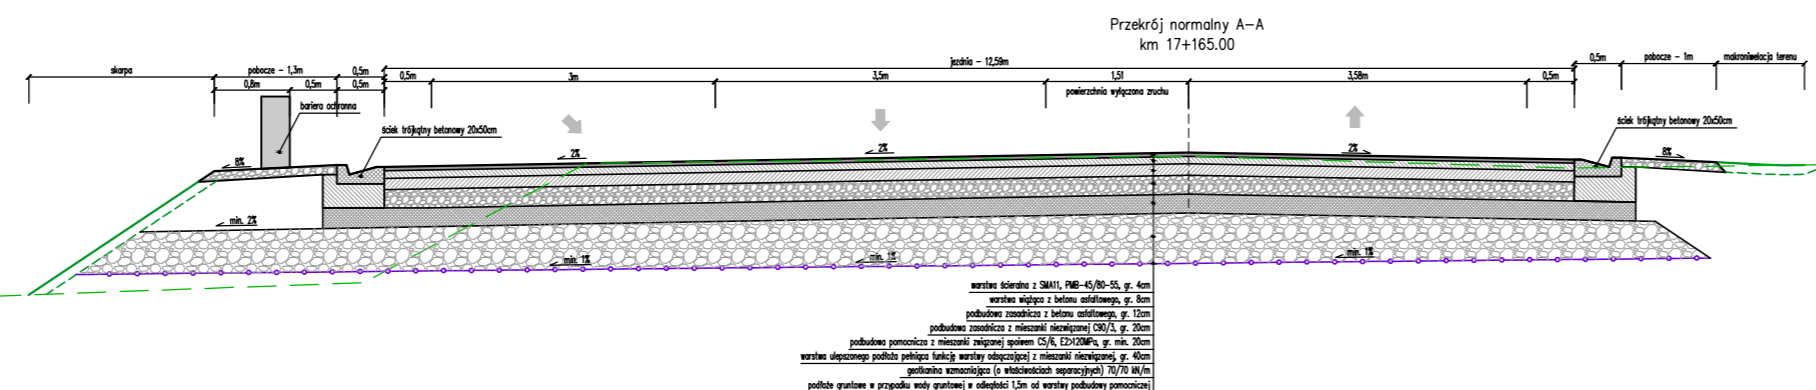 Przekrój normalny A-A
km 17+165.00
skarpa
pobocze - 1,3m
0,5m
jezdnia - 12,59m
0,5m
pobocze - 1m
makroniwelacja terenu
0,8m
0,5m
0,5m
0,5m
3m
3,5m
1,51
3,58m
0,5m
powierzchnia wyłączona zruchu
bariera ochronna
ściek trójkątny betonowy 20x50cm
ściek trójkątny betonowy 20x50cm
8%
2%
2%
2%
8%
min. 2%
min. 1%
min. 1%
min. 1%
warstwa ścieralna z SMA11, PMB-45/80-55, gr. 4cm
warstwa wiążąca z betonu asfaltowego, gr. 8cm
podbudowa zasadnicza z betonu asfaltowego, gr. 12cm
podbudowa zasadnicza z mieszanki niezwiązanej C90/3, gr. 20cm
podbudowa pomocnicza z mieszanki związanej spoiwem C5/6, E2>120MPa, gr. min. 20cm
warstwa ulepszonego podłoża pełniąca funkcję warstwy odsączającej z mieszanki niezwiązanej, gr. 40cm
geotkanina wzmacniająca (o właściwościach separacyjnych) 70/70 kN/m
podłoże gruntowe w przypadku wody gruntowej w odległości 1,5m od warstwy podbudowy pomocniczej